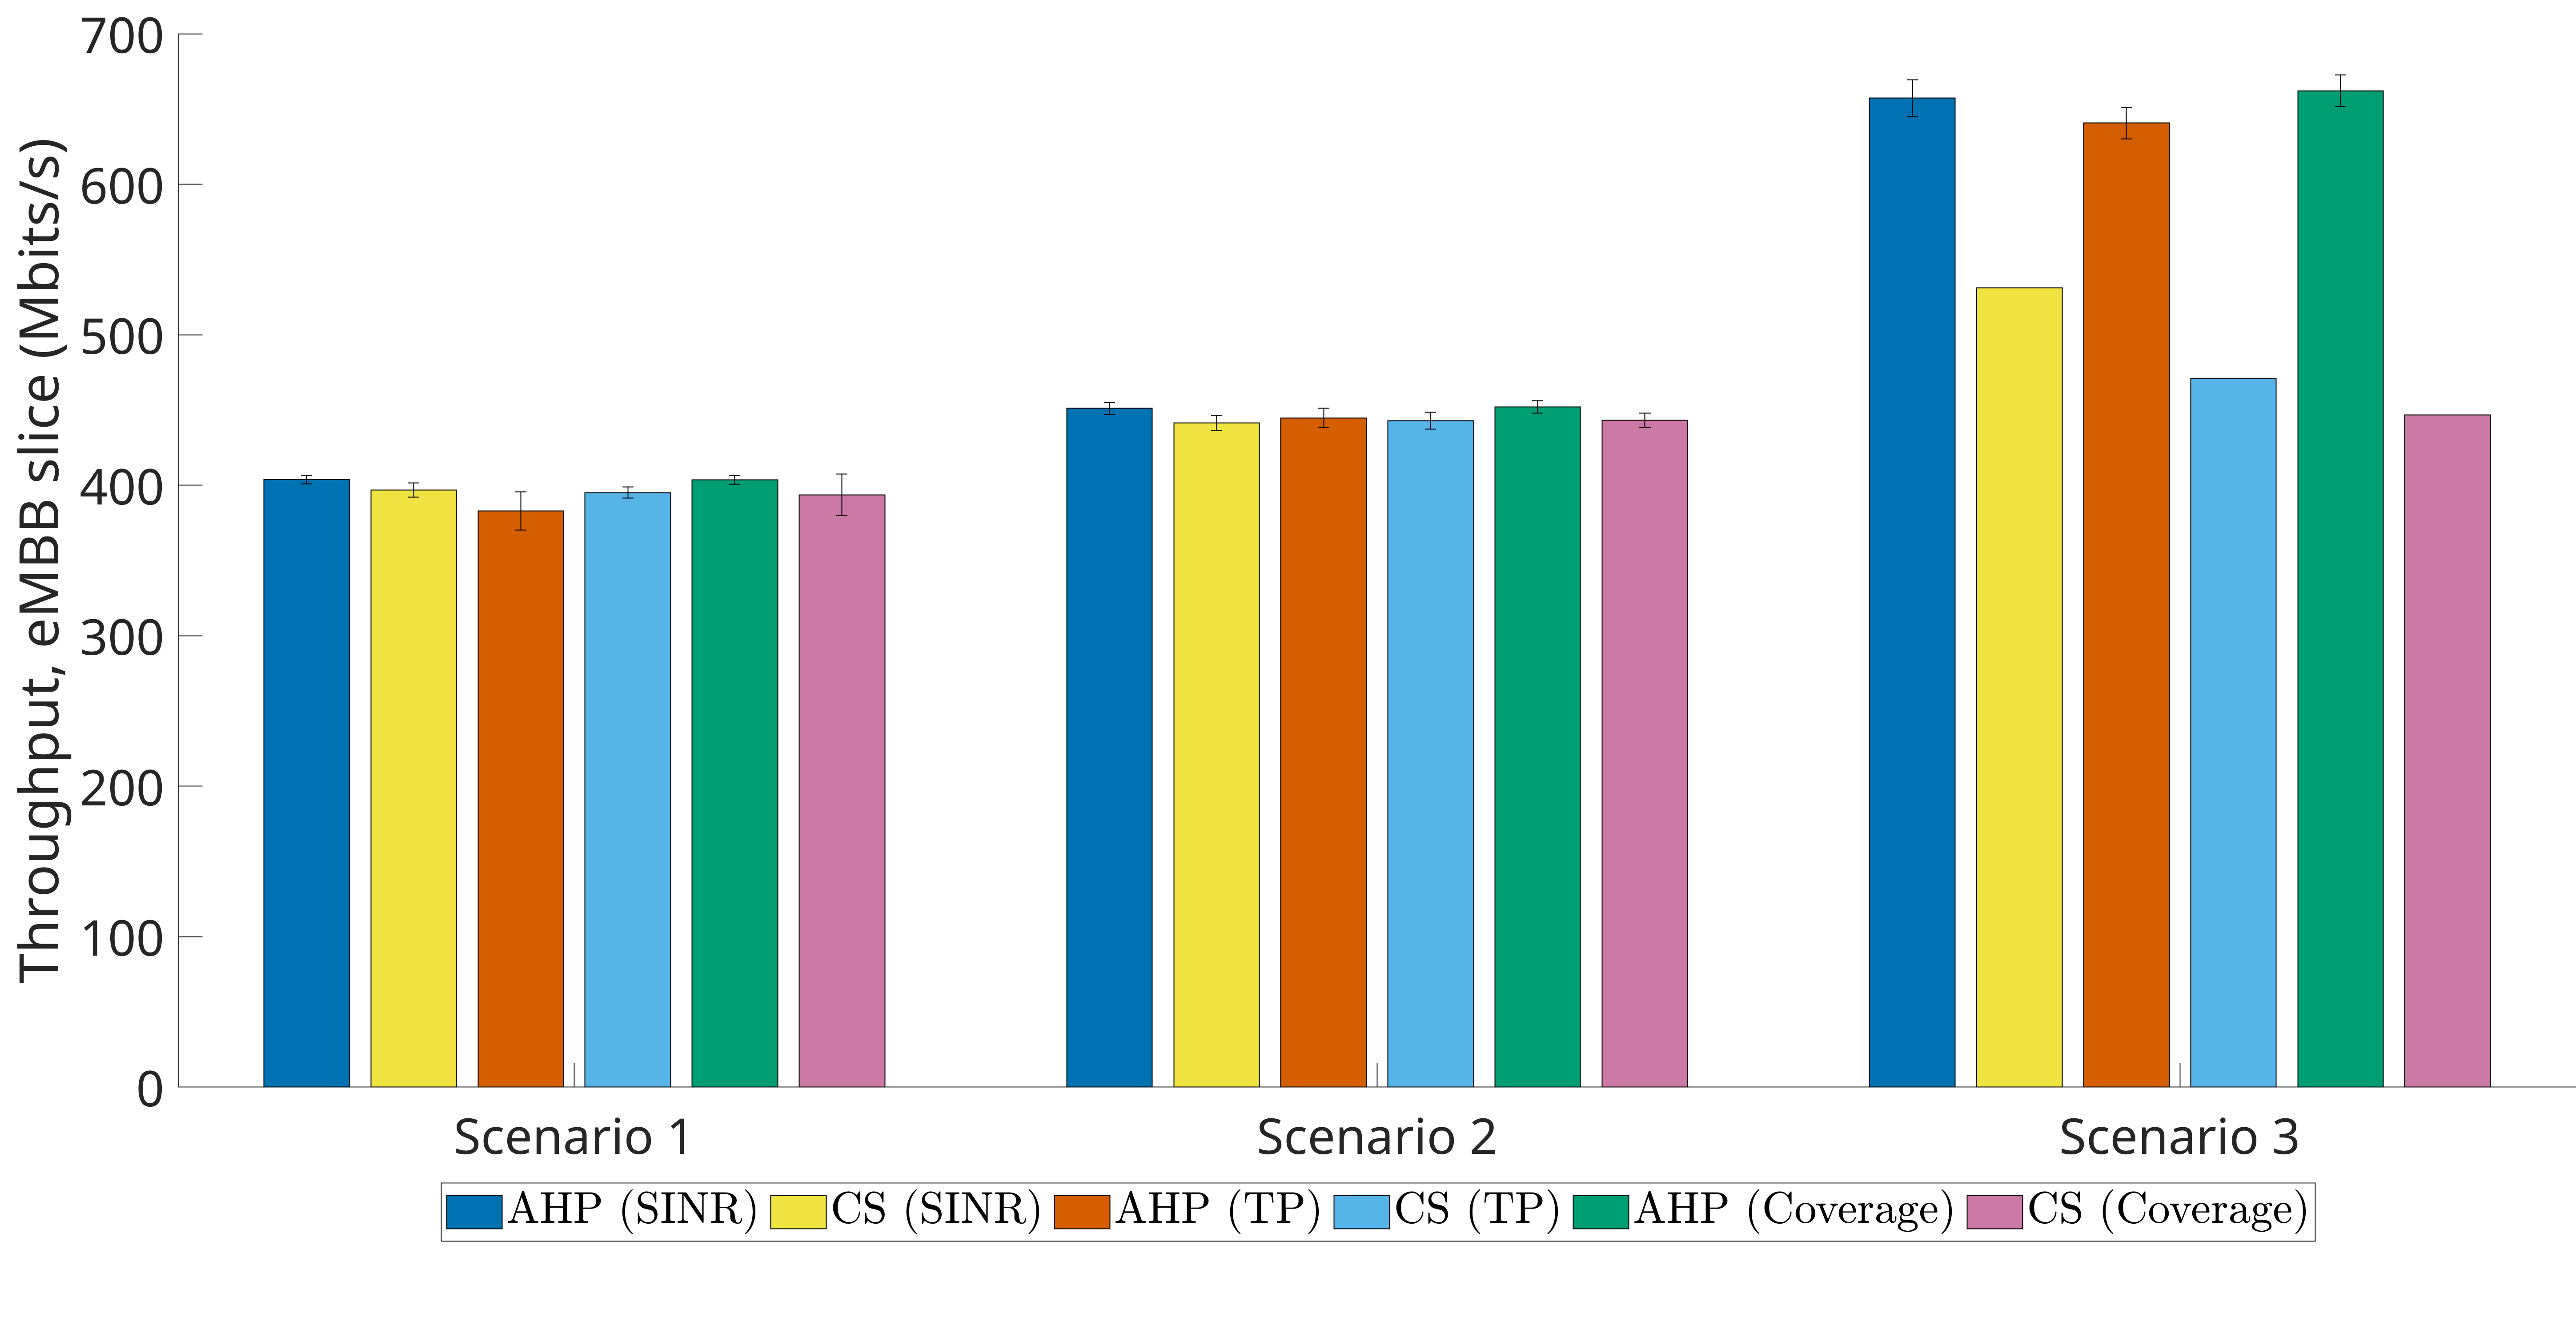 Throughput, eMBB slice (Mbits/s)
700
600
500
400
300
200
100
0
Scenario 1 Scenario 2 Scenario 3
AHP (SINR) CS (SINR) AHP (TP) CS (TP) AHP (Coverage) CS (Coverage)